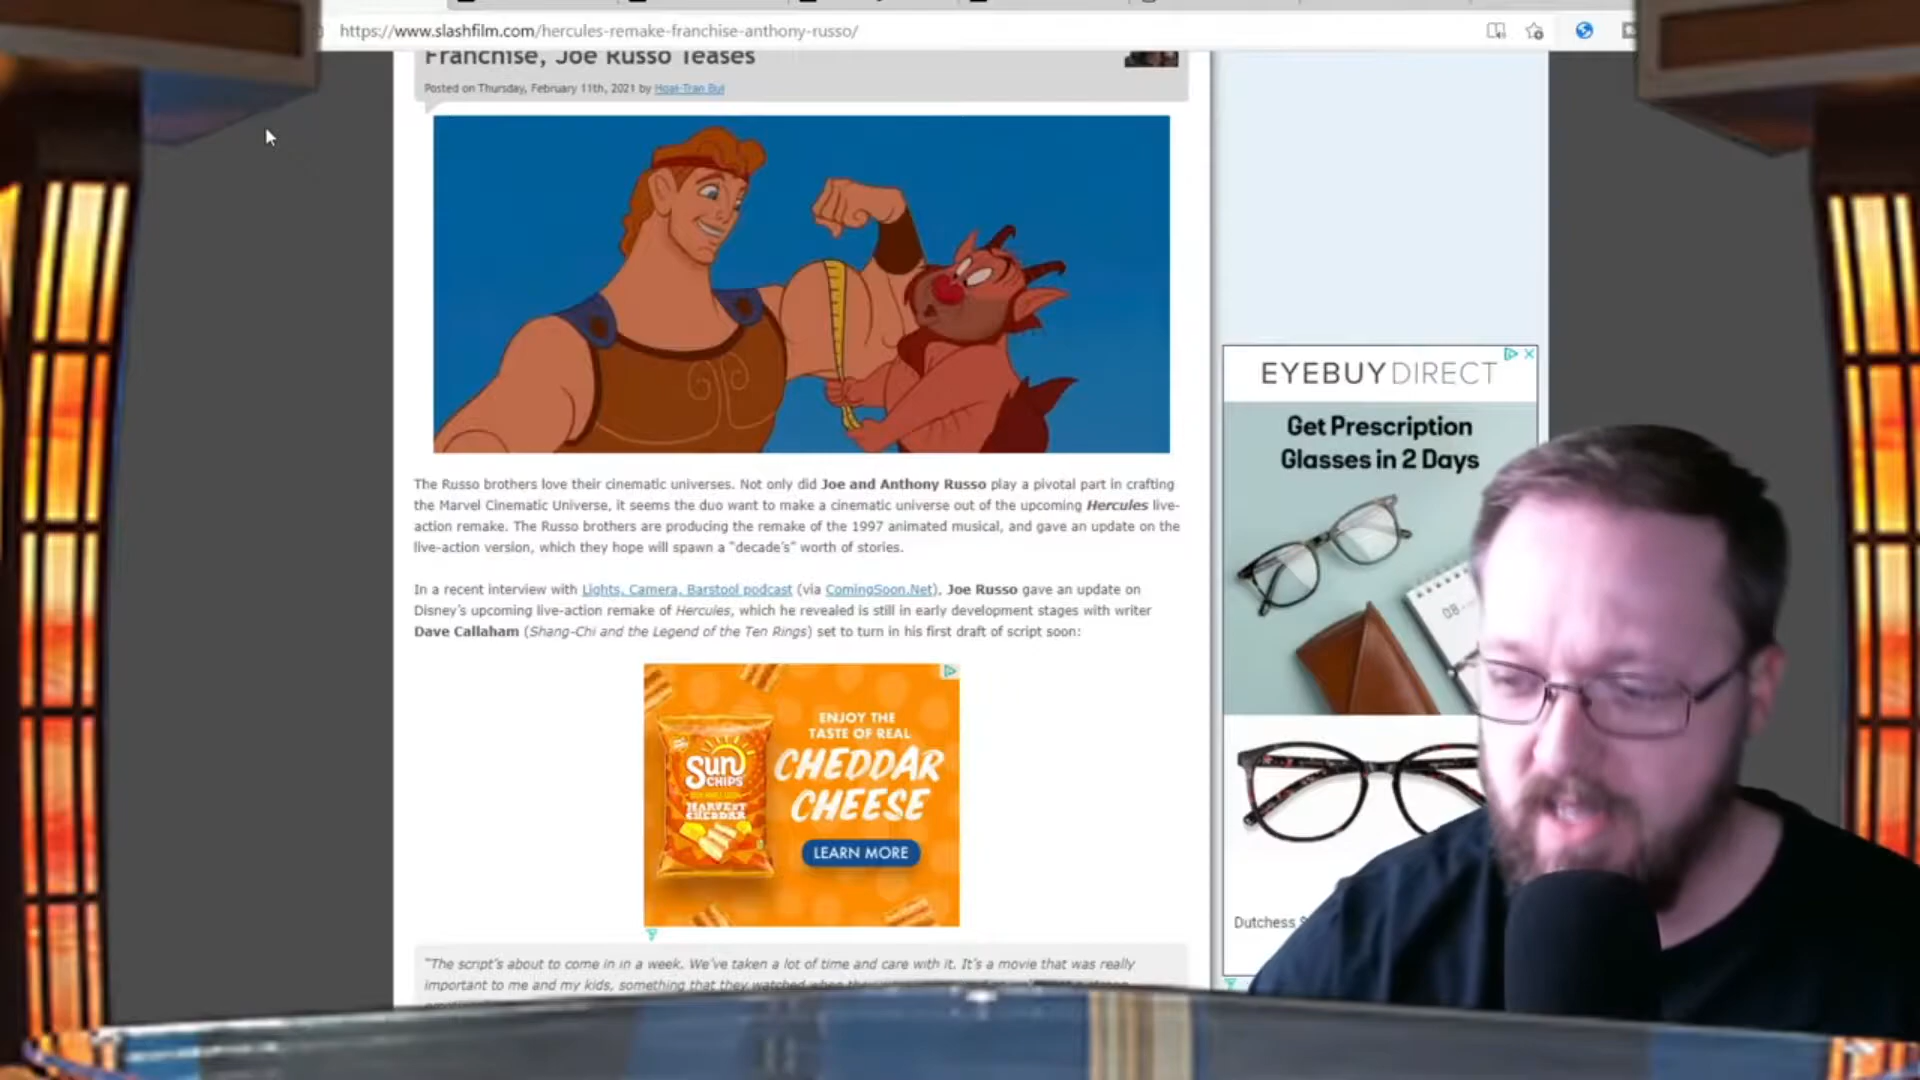 https://www.slashfilm.com/hercules-remake-franchise-anthony-russo/
Franchise, Joe Russo Teases
Posted on Thursday, February 11th, 2021 by Hoai-Tran Bui
The Russo brothers love their cinematic universes. Not only did Joe and Anthony Russo play a pivotal part in crafting
the Marvel Cinematic Universe, it seems the duo want to make a cinematic universe out of the upcoming Hercules live-
action remake. The Russo brothers are producing the remake of the 1997 animated musical, and gave an update on the
live-action version, which they hope will spawn a "decade's" worth of stories.
In a recent interview with Lights, Camera, Barstool podcast (via ComingSoon.Net), Joe Russo gave an update on
Disney's upcoming live-action remake of Hercules, which he revealed is still in early development stages with writer
Dave Callaham (Shang-Chi and the Legend of the Ten Rings) set to turn in his first draft of script soon:
ENJOY THE
TASTE OF REAL
CHEDDAR
CHEESE
LEARN MORE
Sun
CHIPS
HARVEST
CHEDDAR
"The script's about to come in in a week. We've taken a lot of time and care with it. It's a movie that was really
important to me and my kids, something that they watched when they
EYEBUYDIRECT
Get Prescription
Glasses in 2 Days
08
Dutchess